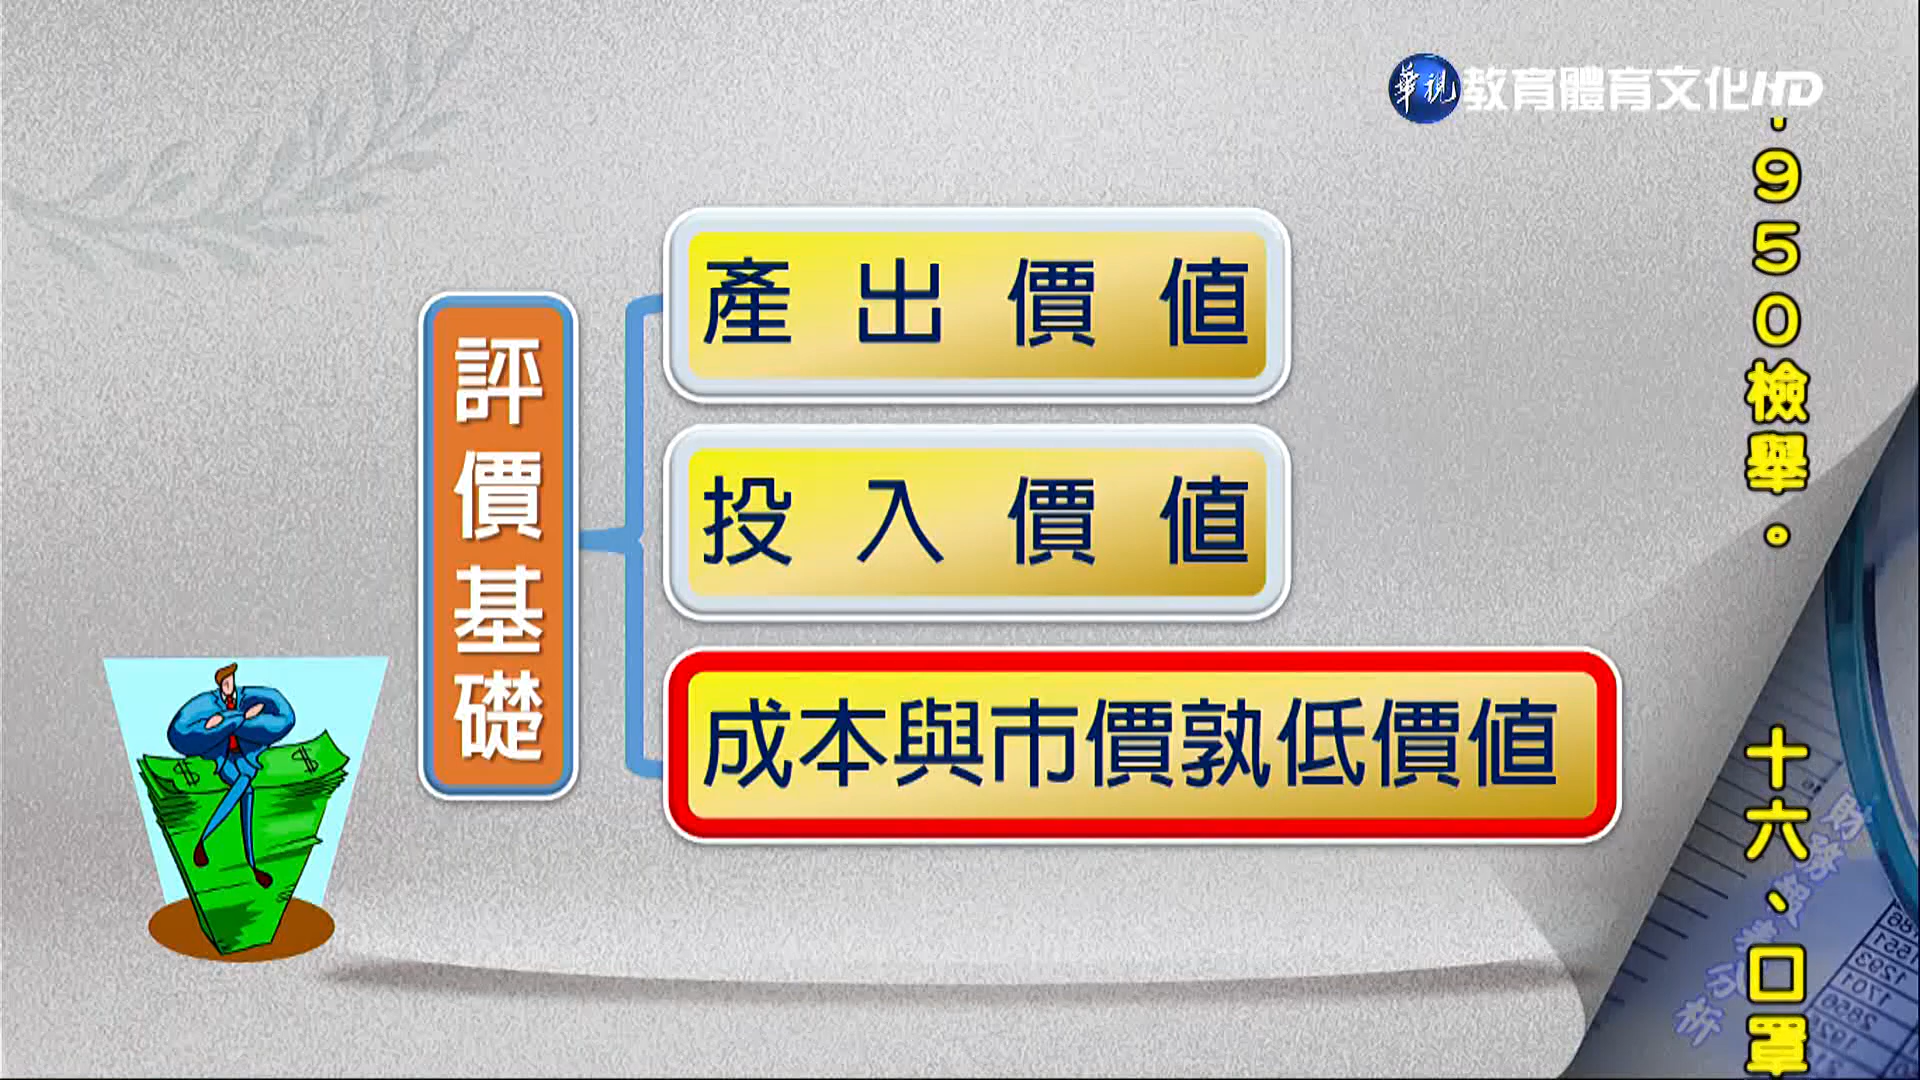 華視教育體育文化HD
評價基礎
產出價值
投入價值
成本與市價孰低價值
950檢舉。
十六、口罩